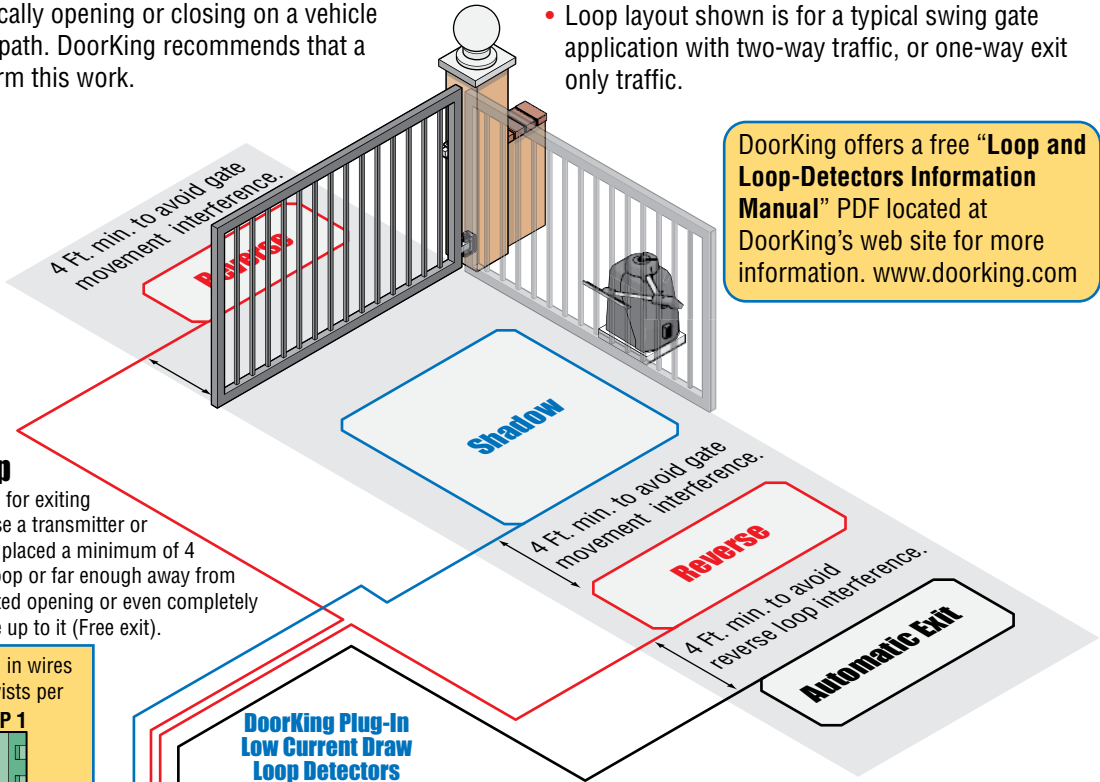 cally opening or closing on a vehicle
path. DoorKing recommends that a
rm this work.
• Loop layout shown is for a typical swing gate
application with two-way traffic, or one-way exit
only traffic.
DoorKing offers a free “Loop and
Loop-Detectors Information
Manual” PDF located at
DoorKing's web site for more
information. www.doorking.com
4 Ft. min. to avoid gate
movement interference.
Reverse
Shadow
4 Ft. min. to avoid gate
movement interference.
Reverse
4 Ft. min. to avoid
reverse loop interference.
Automatic Exit
p
for exiting
se a transmitter or
placed a minimum of 4
oop or far enough away from
ted opening or even completely
e up to it (Free exit).
in wires
ists per
P 1
DoorKing Plug-In
Low Current Draw
Loop Detectors